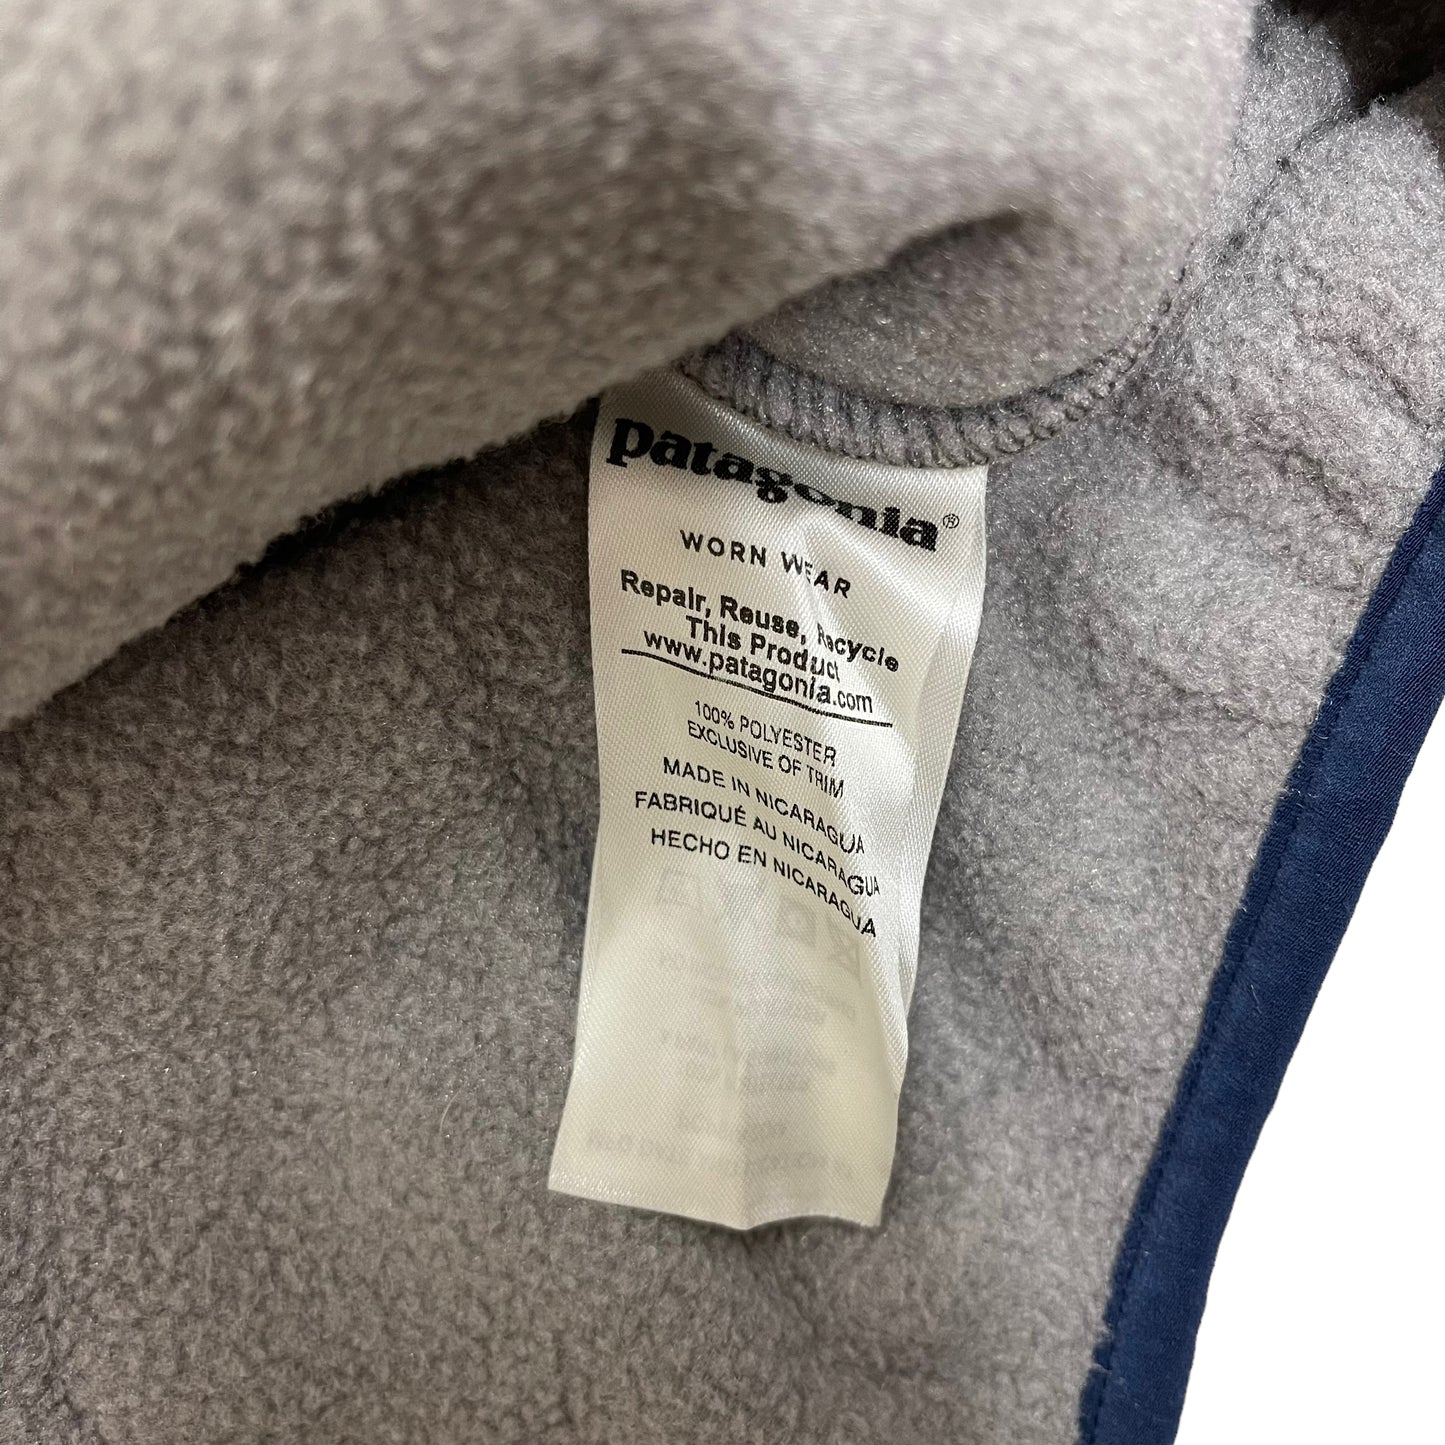 patagonia®
WORN WEAR
Repair, Reuse, Recycle
This Product
www.patagonia.com
100% POLYESTER
EXCLUSIVE OF TRIM
MADE IN NICARAGUA
FABRIQUÉ AU NICARAGUA
HECHO EN NICARAGUA